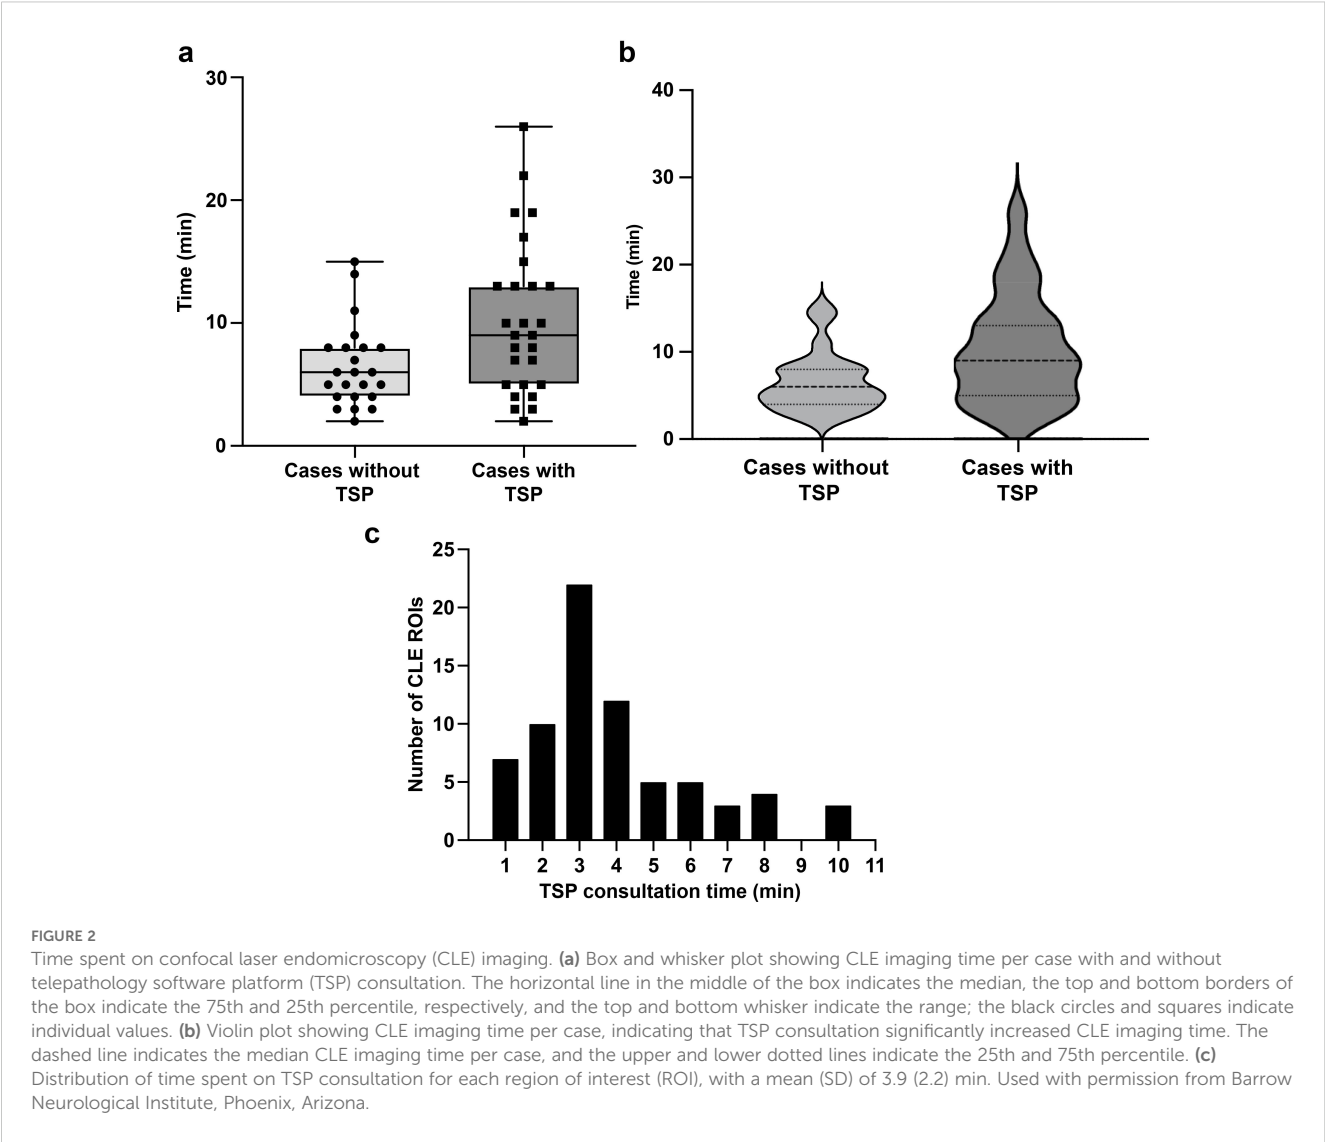 a
30
20
10
0
Time (min)
Cases without
TSP
Cases with
TSP
b
40
30
20
10
0
Time (min)
Cases without
TSP
Cases with
TSP
c
25
20
15
10
5
0
Number of CLE ROIs
1 2 3 4 5 6 7 8 9 10 11
TSP consultation time (min)
FIGURE 2
Time spent on confocal laser endomicroscopy (CLE) imaging. (a) Box and whisker plot showing CLE imaging time per case with and without
telepathology software platform (TSP) consultation. The horizontal line in the middle of the box indicates the median, the top and bottom borders of
the box indicate the 75th and 25th percentile, respectively, and the top and bottom whisker indicate the range; the black circles and squares indicate
individual values. (b) Violin plot showing CLE imaging time per case, indicating that TSP consultation significantly increased CLE imaging time. The
dashed line indicates the median CLE imaging time per case, and the upper and lower dotted lines indicate the 25th and 75th percentile. (c)
Distribution of time spent on TSP consultation for each region of interest (ROI), with a mean (SD) of 3.9 (2.2) min. Used with permission from Barrow
Neurological Institute, Phoenix, Arizona.